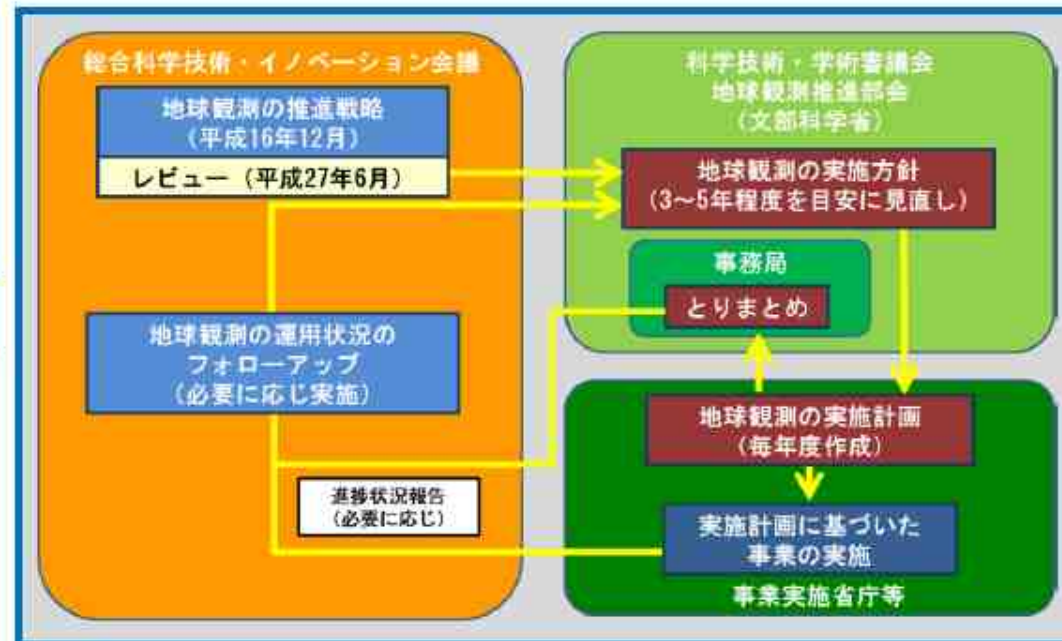 総合科学技術・イノベーション会議
地球観測の推進戦略
（平成16年12月）
レビュー（平成27年6月）
地球観測の運用状況の
フォローアップ
（必要に応じ実施）
進捗状況報告
（必要に応じ）
科学技術・学術審議会
地球観測推進部会
（文部科学省）
地球観測の実施方針
（3～5年程度を目安に見直し）
事務局
とりまとめ
地球観測の実施計画
（毎年度作成）
実施計画に基づいた
事業の実施
事業実施省庁等